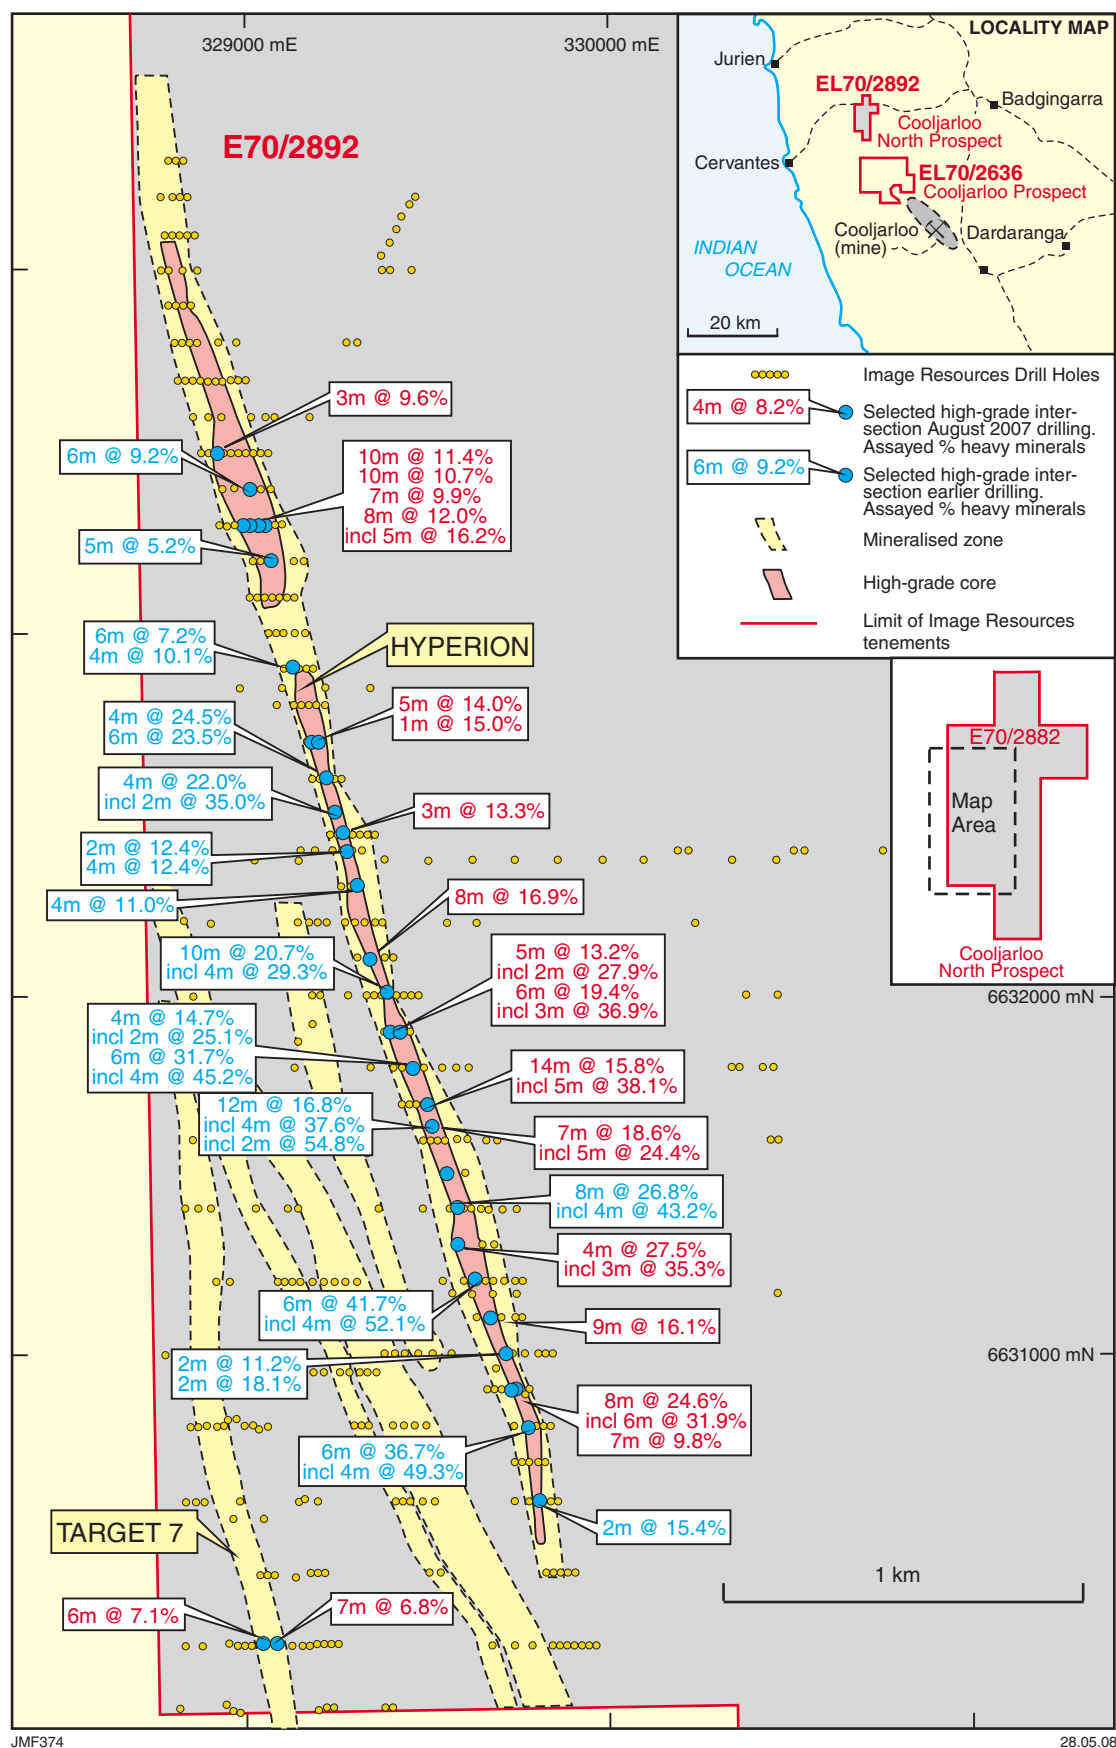 329000 mE
330000 mE
E70/2892
LOCALITY MAP
Jurien
EL70/2892
Badgingarra
Cooljarloo
North Prospect
Cervantes
EL70/2636
Cooljarloo Prospect
Cooljarloo
(mine)
Dardaranga
INDIAN
OCEAN
20 km
Image Resources Drill Holes
4m @ 8.2%
Selected high-grade inter-
section August 2007 drilling.
Assayed % heavy minerals
6m @ 9.2%
Selected high-grade inter-
section earlier drilling.
Assayed % heavy minerals
Mineralised zone
High-grade core
Limit of Image Resources
tenements
E70/2882
Map
Area
Cooljarloo
North Prospect
3m @ 9.6%
6m @ 9.2%
10m @ 11.4%
10m @ 10.7%
7m @ 9.9%
8m @ 12.0%
incl 5m @ 16.2%
5m @ 5.2%
6m @ 7.2%
4m @ 10.1%
HYPERION
5m @ 14.0%
1m @ 15.0%
4m @ 24.5%
6m @ 23.5%
4m @ 22.0%
incl 2m @ 35.0%
3m @ 13.3%
2m @ 12.4%
4m @ 12.4%
4m @ 11.0%
8m @ 16.9%
10m @ 20.7%
incl 4m @ 29.3%
5m @ 13.2%
incl 2m @ 27.9%
6m @ 19.4%
incl 3m @ 36.9%
6632000 mN
4m @ 14.7%
incl 2m @ 25.1%
6m @ 31.7%
incl 4m @ 45.2%
14m @ 15.8%
incl 5m @ 38.1%
12m @ 16.8%
incl 4m @ 37.6%
incl 2m @ 54.8%
7m @ 18.6%
incl 5m @ 24.4%
8m @ 26.8%
incl 4m @ 43.2%
4m @ 27.5%
incl 3m @ 35.3%
6m @ 41.7%
incl 4m @ 52.1%
9m @ 16.1%
6631000 mN
2m @ 11.2%
2m @ 18.1%
8m @ 24.6%
incl 6m @ 31.9%
7m @ 9.8%
6m @ 36.7%
incl 4m @ 49.3%
2m @ 15.4%
TARGET 7
1 km
6m @ 7.1%
7m @ 6.8%
JMF374
28.05.08